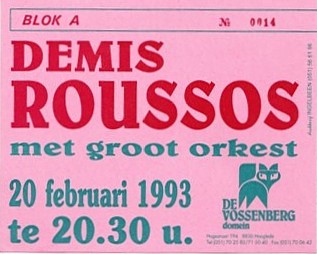 BLOK A № 0014
DEMIS
ROUSSOS
met groot orkest
20 februari 1993
te 20.30 u.
DE
VOSSENBERG
domein